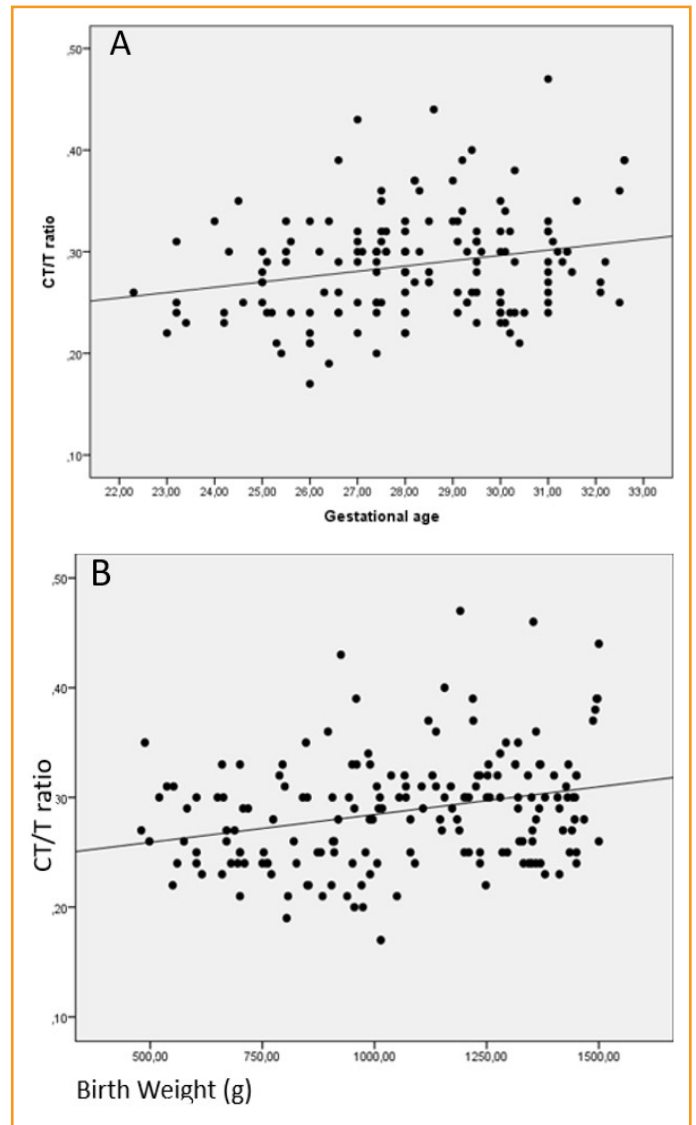 A
,50
,40
,30
,20
,10
CT/T ratio
22,00 23,00 24,00 25,00 26,00 27,00 28,00 29,00 30,00 31,00 32,00 33,00
Gestational age
B
,50
,40
,30
,20
,10
CT/T ratio
500,00 750,00 1000,00 1250,00 1500,00
Birth Weight (g)